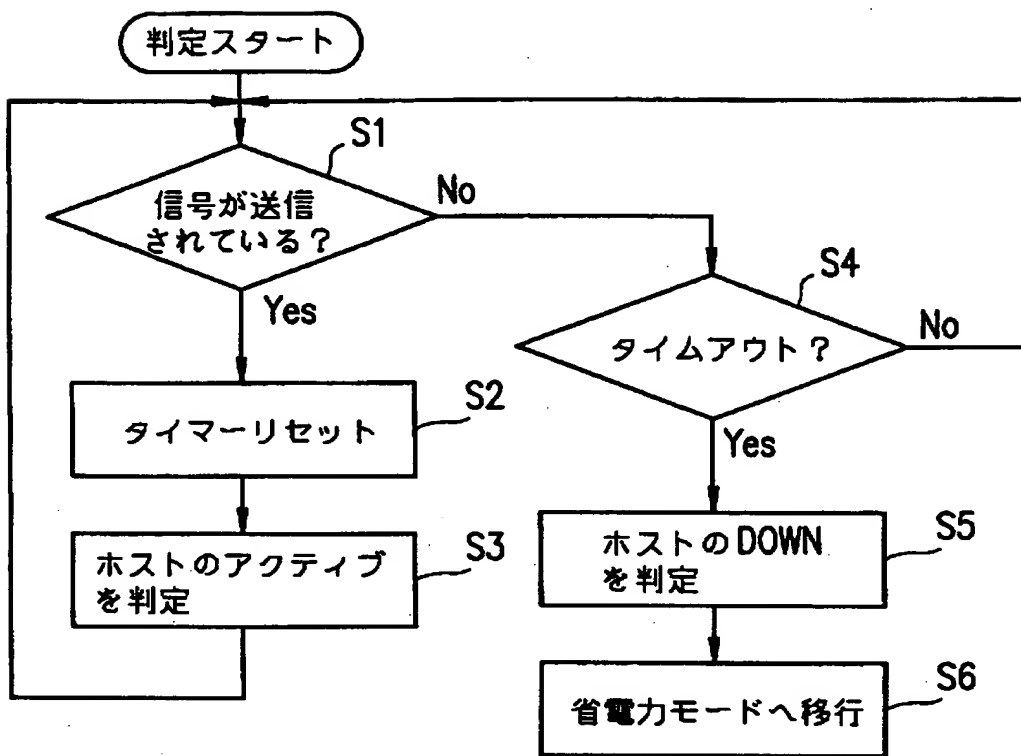 判定スタート
S1
信号が送信
されている?
No
Yes
S4
タイムアウト?
No
Yes
S2
タイマーリセット
S3
ホストのアクティブ
を判定
S5
ホストのDOWN
を判定
S6
省電力モードへ移行